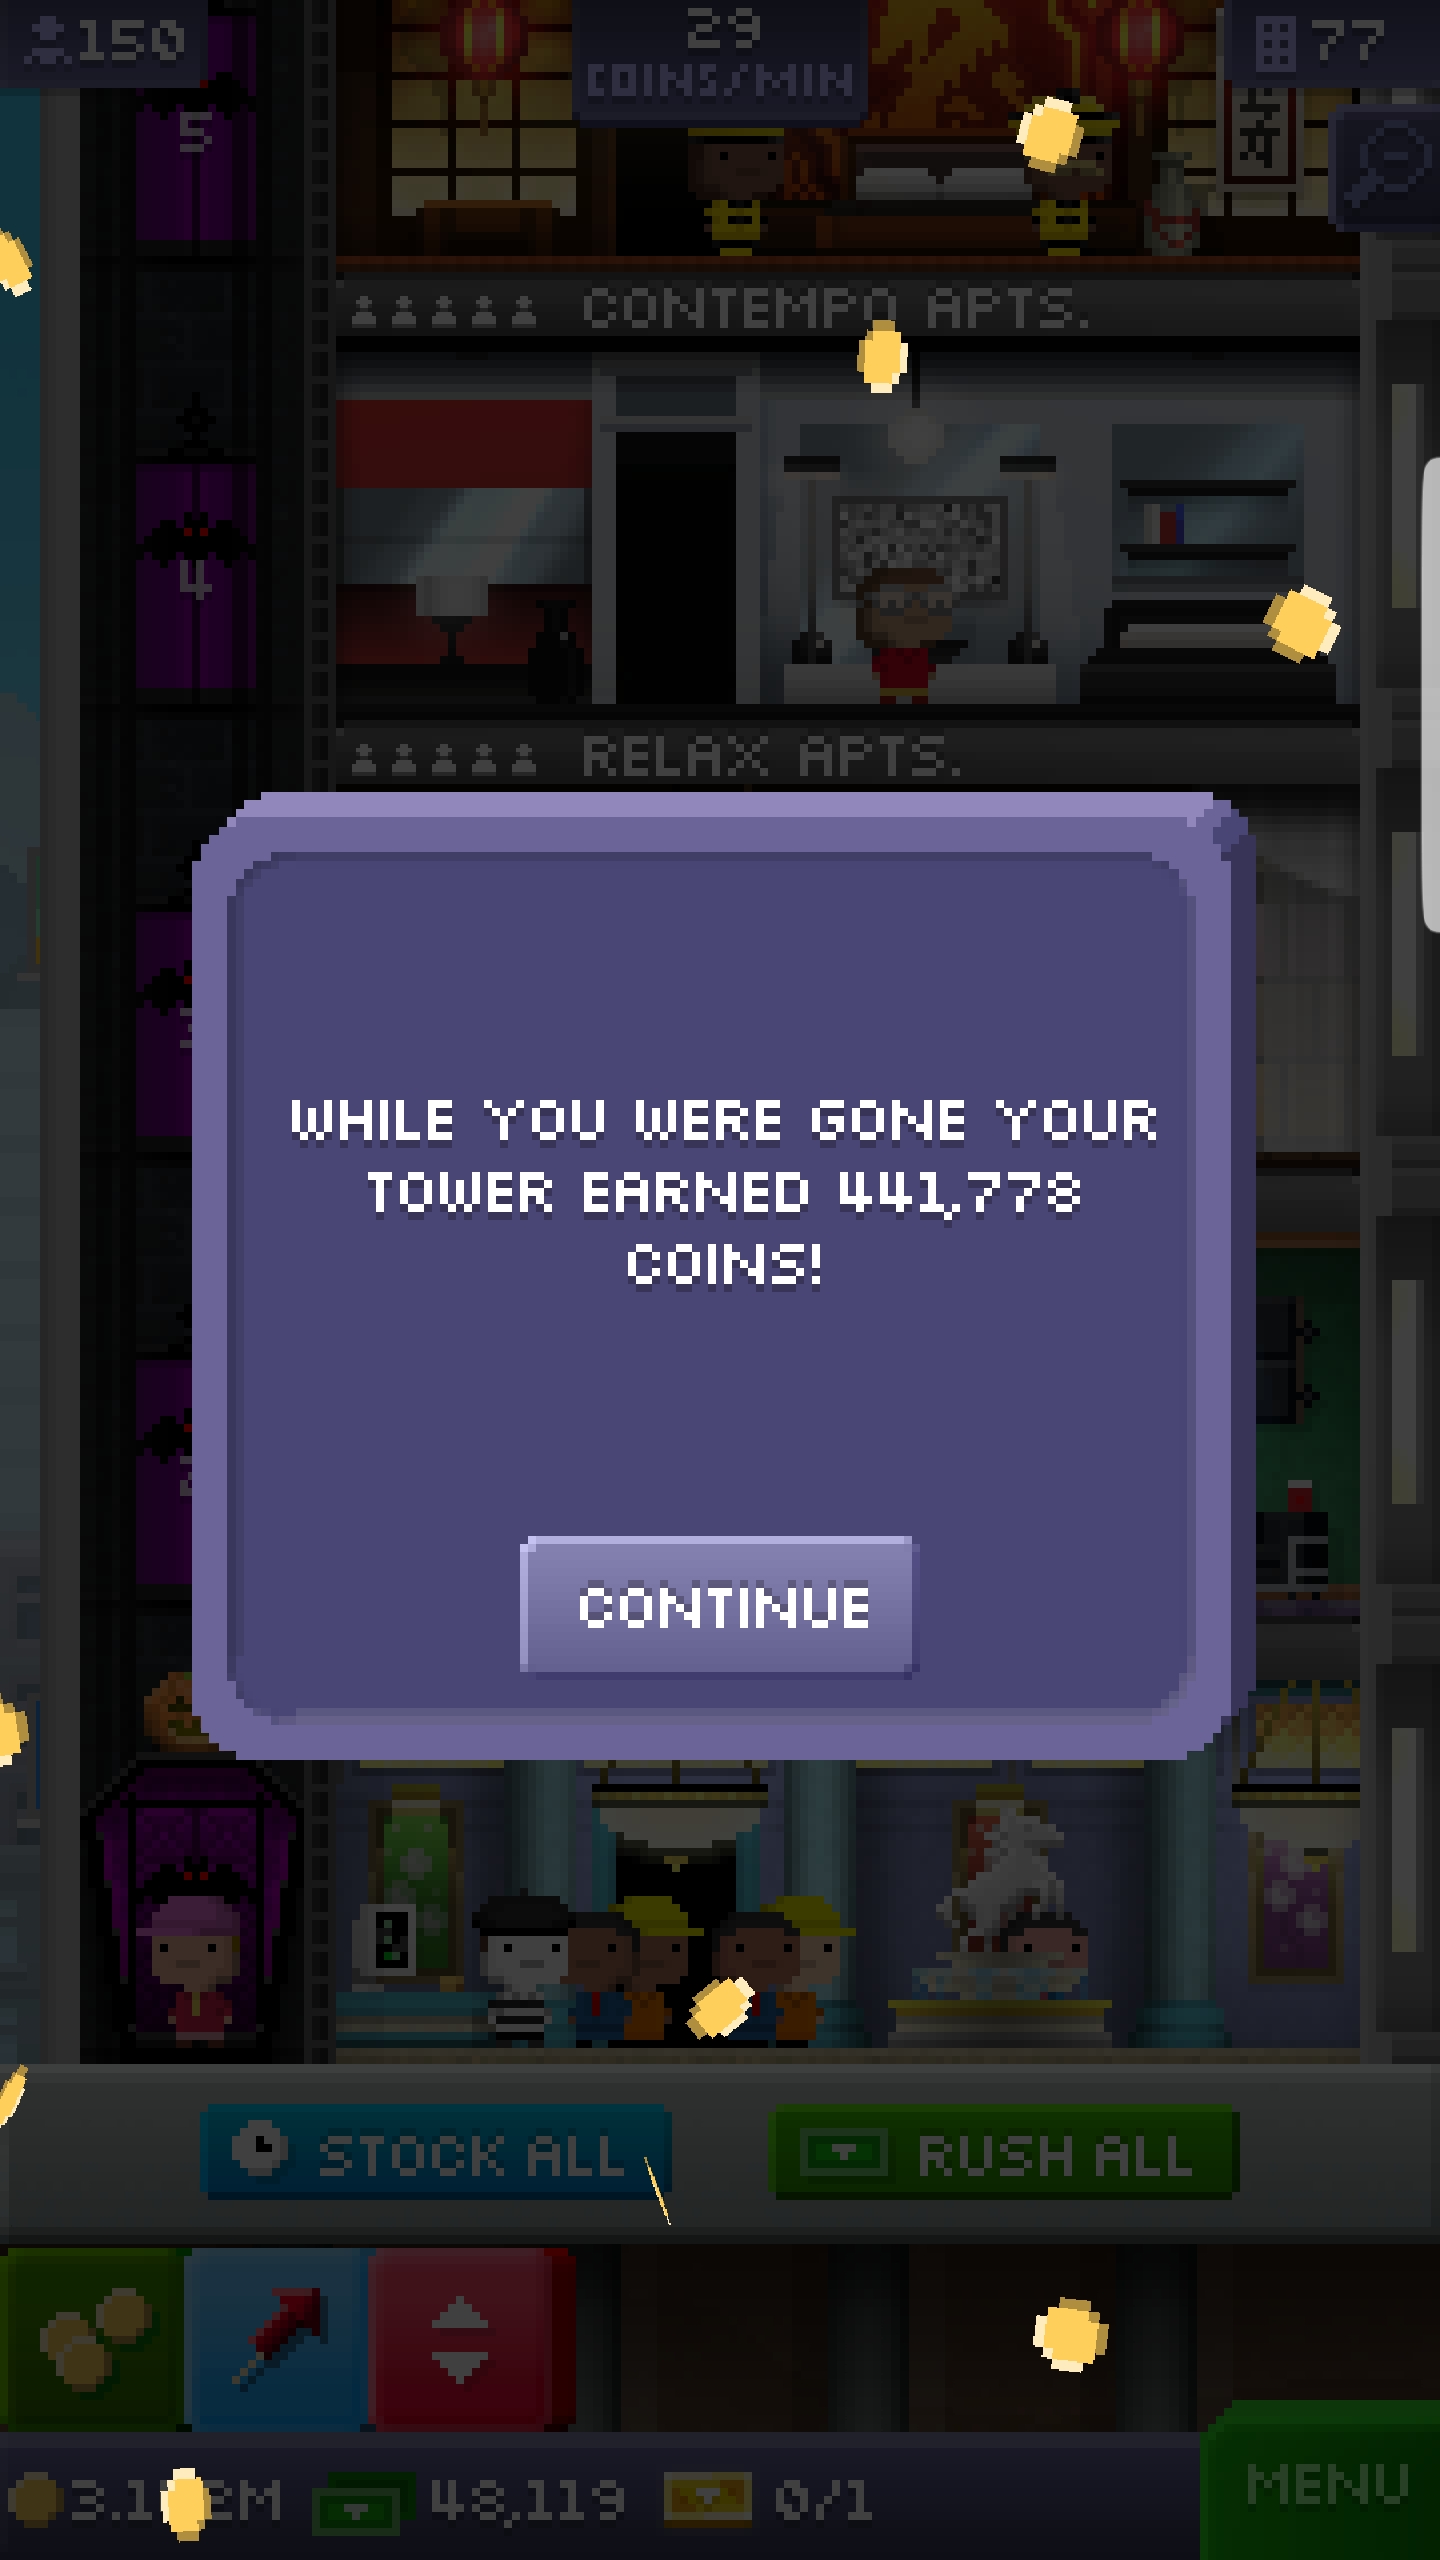 150
29
COINS/MIN
77
5
CONTEMPO APTS.
4
RELAX APTS.
WHILE YOU WERE GONE YOUR
TOWER EARNED 441,778
COINS!
CONTINUE
STOCK ALL
RUSH ALL
48,119
0/1
MENU